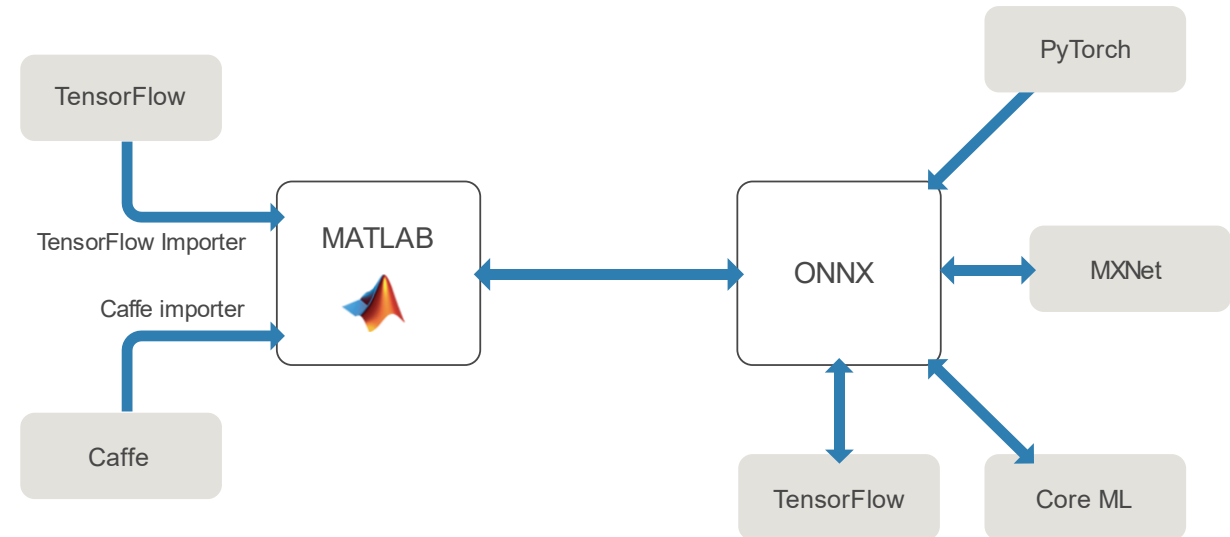 PyTorch
TensorFlow
MATLAB
TensorFlow Importer
ONNX
MXNet
Caffe importer
Caffe
TensorFlow
Core ML